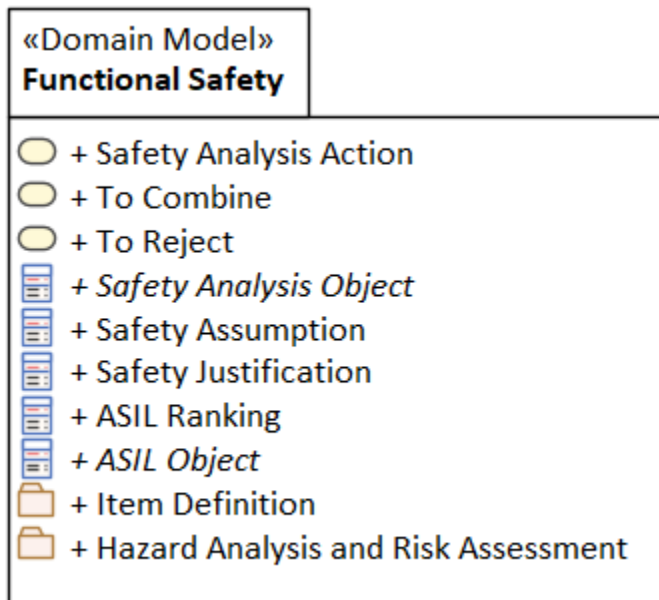 «Domain Model»
Functional Safety
+ Safety Analysis Action
+ To Combine
+ To Reject
+ Safety Analysis Object
+ Safety Assumption
+ Safety Justification
+ ASIL Ranking
+ ASIL Object
+ Item Definition
+ Hazard Analysis and Risk Assessment